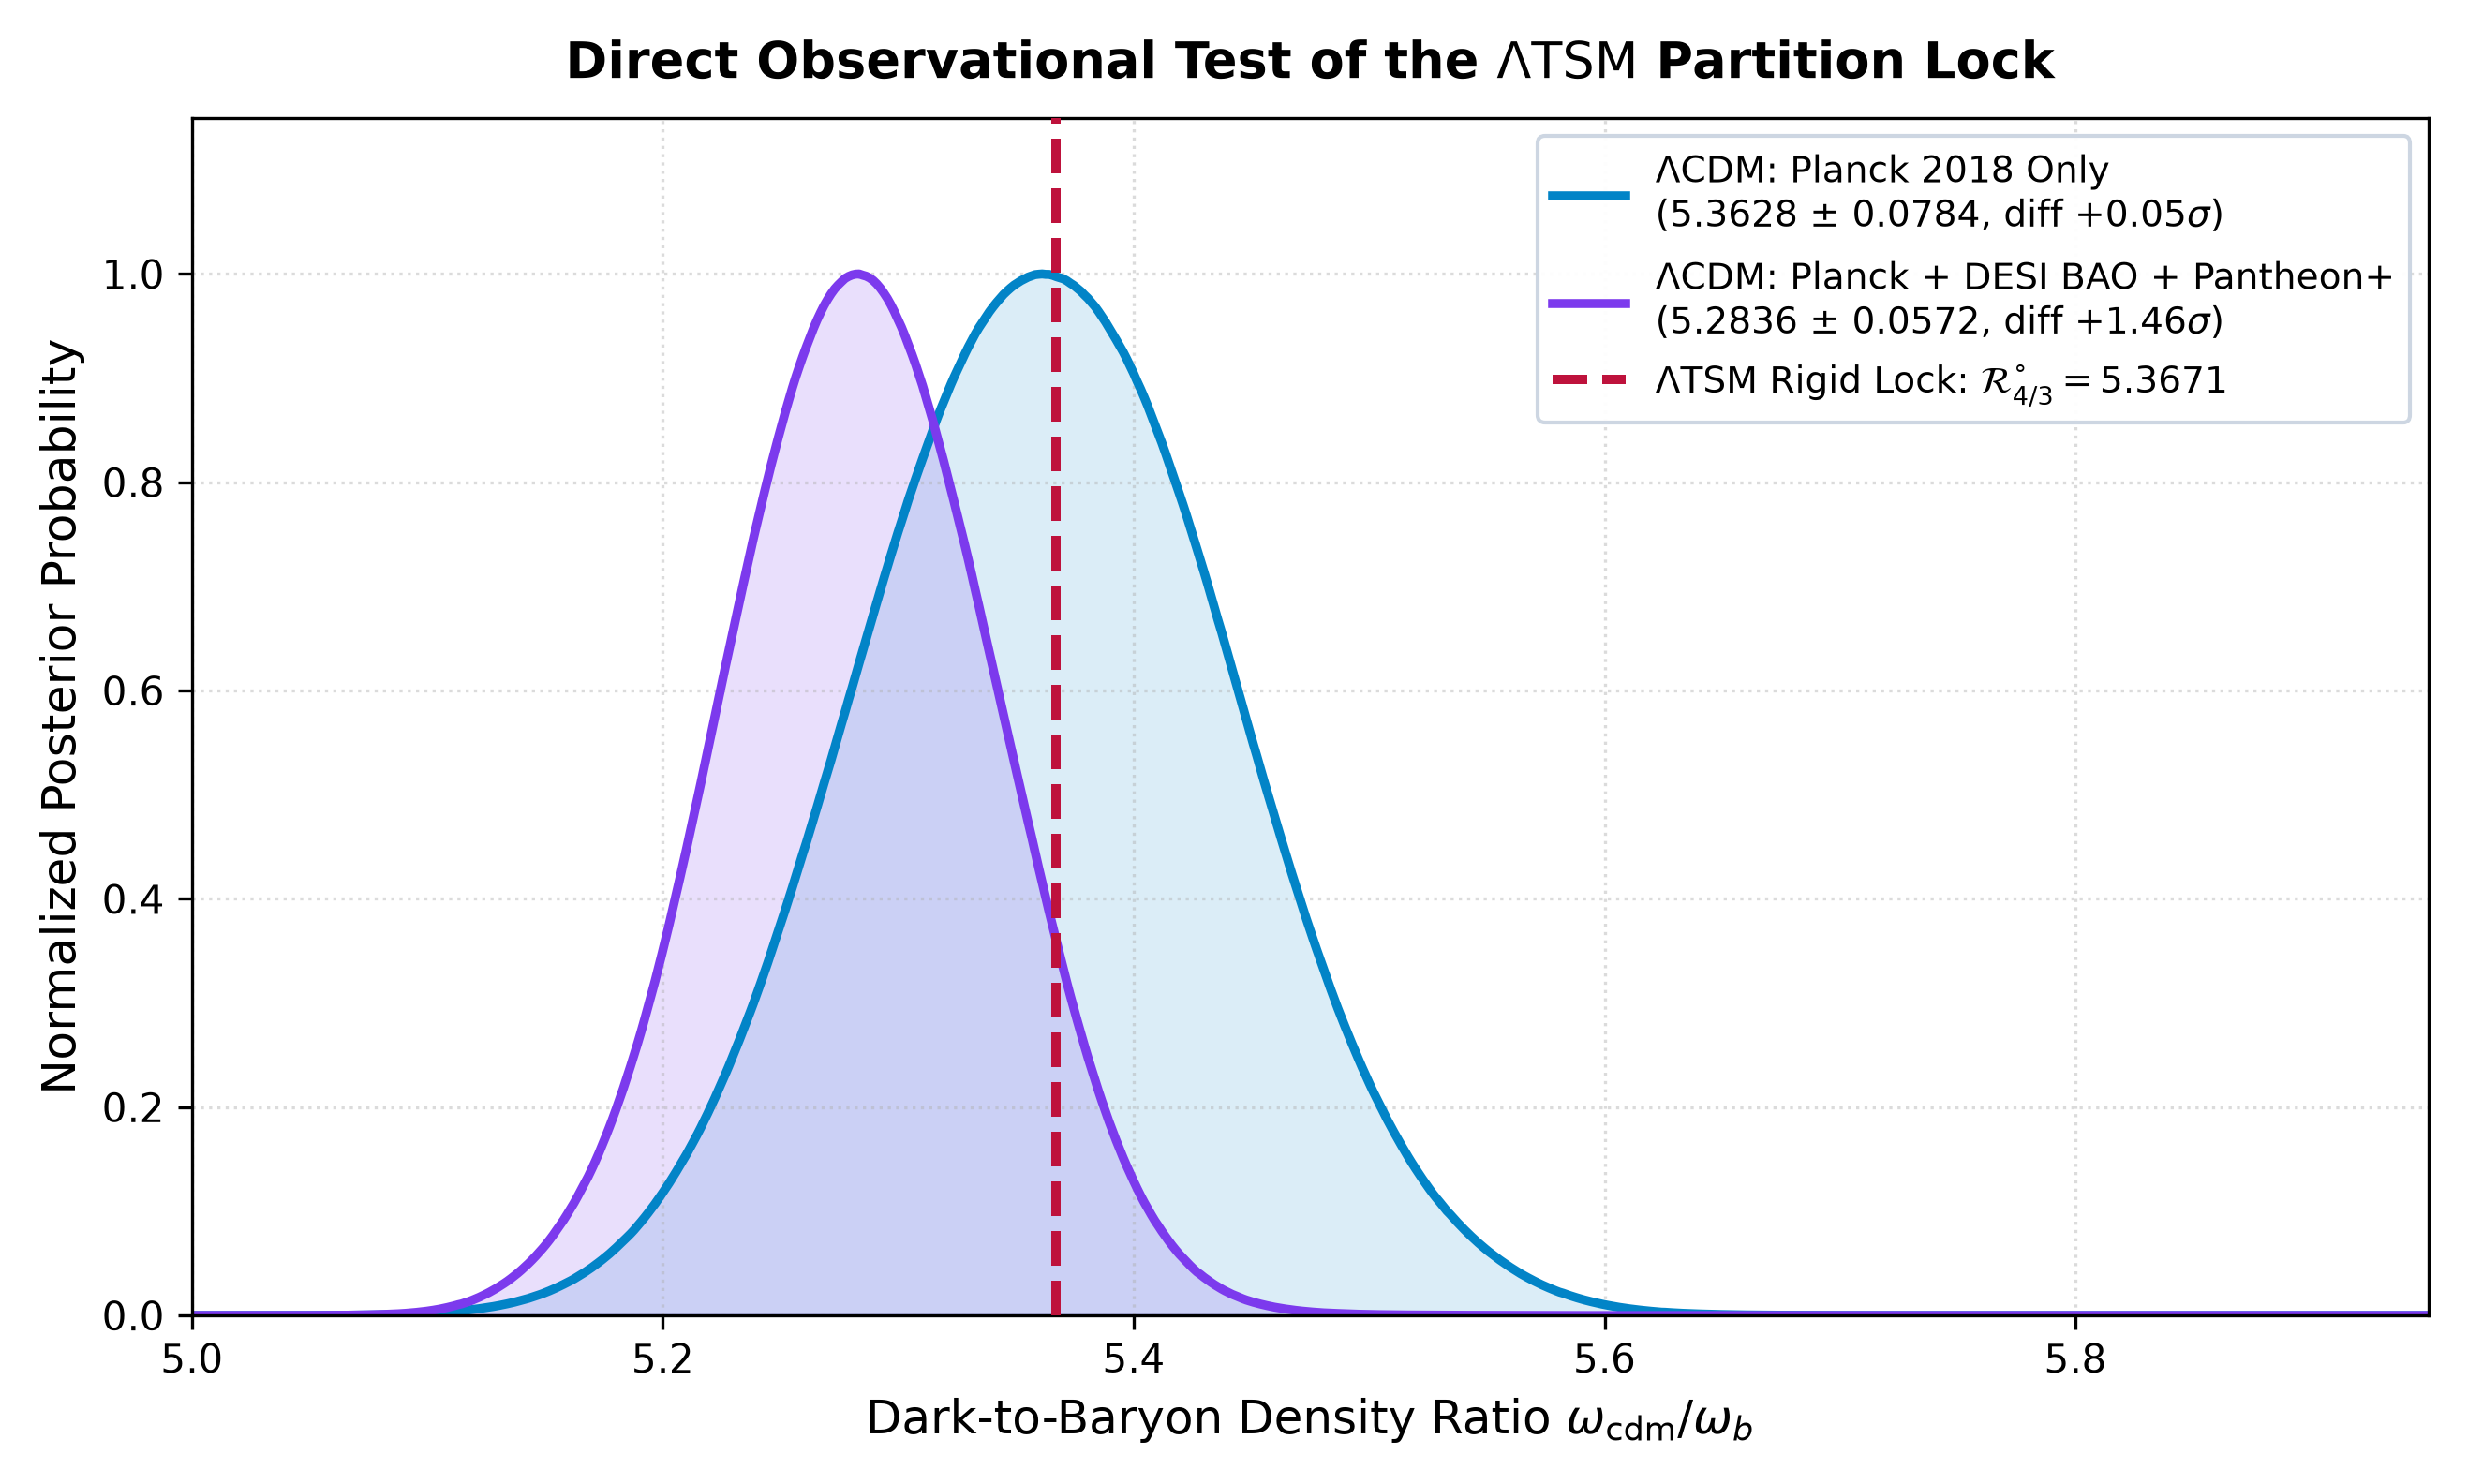 Direct Observational Test of the ΛTSM Partition Lock
ΛCDM: Planck 2018 Only
(5.3628 ± 0.0784, diff +0.05σ)
ΛCDM: Planck + DESI BAO + Pantheon+
(5.2836 ± 0.0572, diff +1.46σ)
ΛTSM Rigid Lock: ℛ°4/3 = 5.3671
Normalized Posterior Probability
1.0
0.8
0.6
0.4
0.2
0.0
5.0 5.2 5.4 5.6 5.8
Dark-to-Baryon Density Ratio ωcdm/ωb